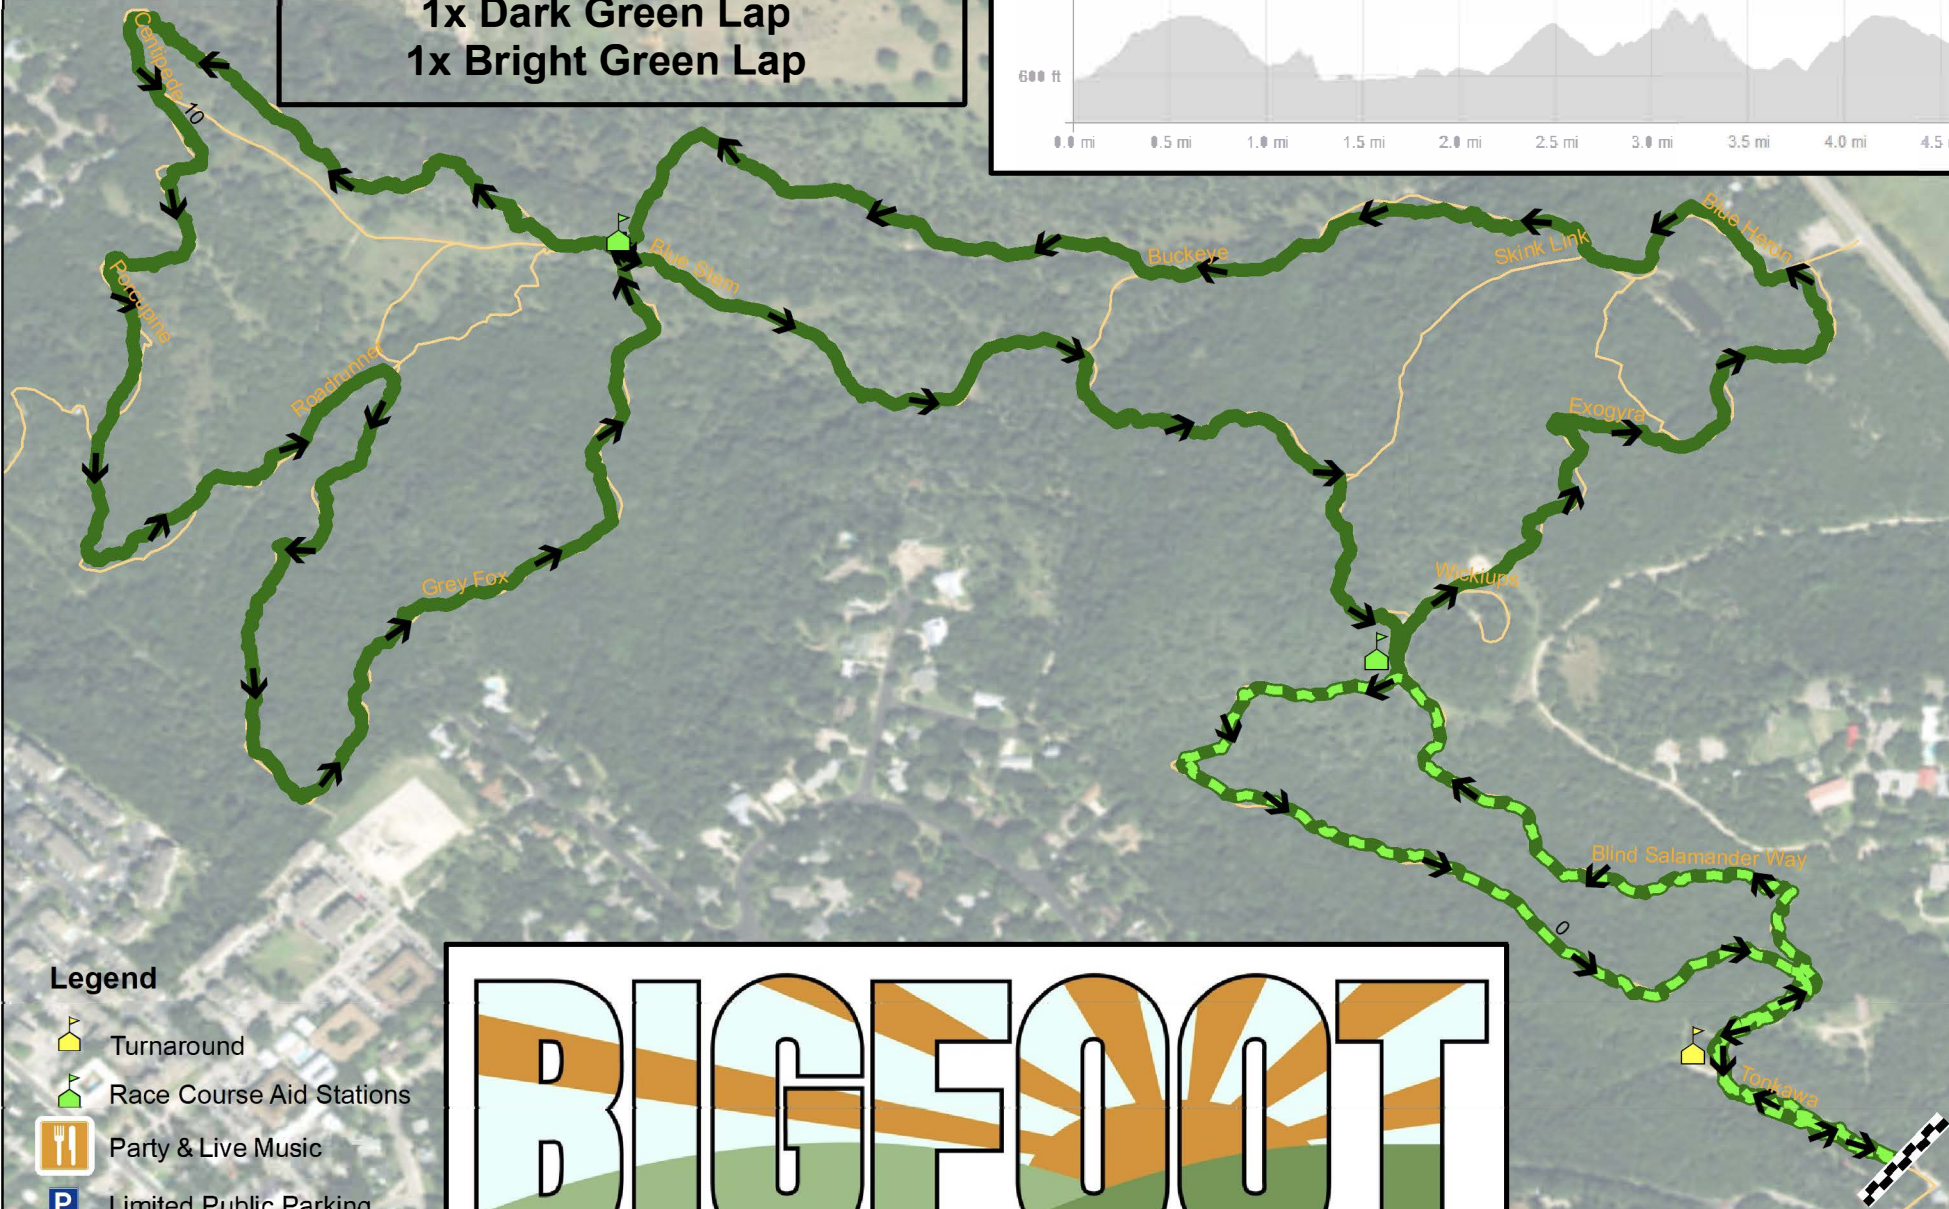 1x Dark Green Lap
1x Bright Green Lap
600 ft
0.0 mi
0.5 mi
1.0 mi
1.5 mi
2.0 mi
2.5 mi
3.0 mi
3.5 mi
4.0 mi
4.5
Centipede
10
Blue Heron
Blue Stem
Buckeye
Skink Link
Porcupine
Roadrunner
Exogyra
Grey Fox
Wickiups
Blind Salamander Way
0
Tonkawa
Legend
Turnaround
Race Course Aid Stations
Party & Live Music
P Limited Public Parking
BIGFOOT